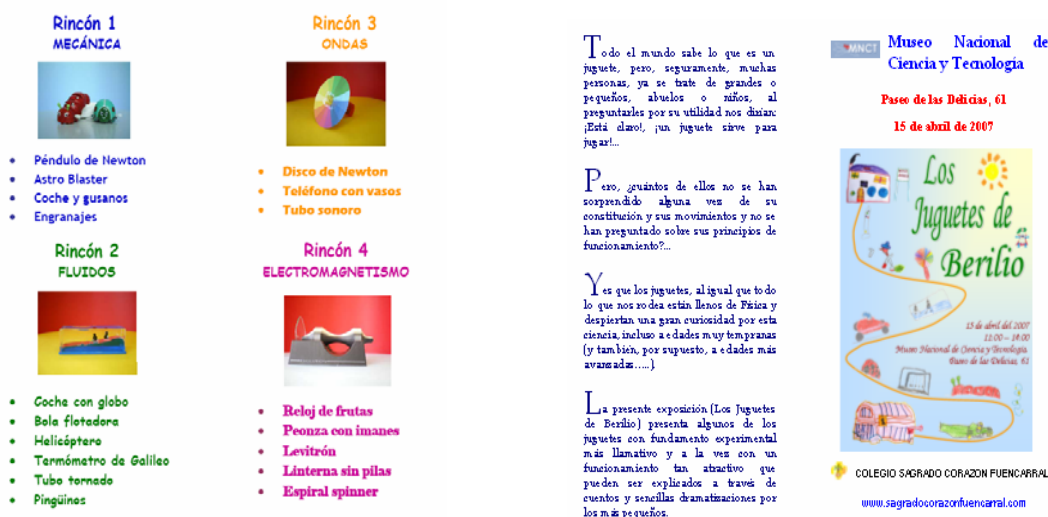 Rincón 1
MECÁNICA
Péndulo de Newton
Astro Blaster
Coche y gusanos
Engranajes
Rincón 2
FLUIDOS
Coche con globo
Bola flotadora
Helicóptero
Termómetro de Galileo
Tubo tornado
Pingüinos
Rincón 3
ONDAS
Disco de Newton
Teléfono con vasos
Tubo sonoro
Rincón 4
ELECTROMAGNETISMO
Reloj de frutas
Peonza con imanes
Levitrón
Linterna sin pilas
Espiral spinner
Todo el mundo sabe lo que es un
juguete, pero, seguramente, muchas
personas, ya se trate de grandes o
pequeños, abuelos o niños, al
preguntarles por su utilidad nos dirían:
¡Está claro!, ¡un juguete sirve para
jugar!...
Pero, ¿cuántos de ellos no se han
sorprendido alguna vez de su
constitución y sus movimientos y no se
han preguntado sobre sus principios de
funcionamiento?...
Y es que los juguetes, al igual que todo
lo que nos rodea están llenos de Física y
despiertan una gran curiosidad por esta
ciencia, incluso a edades muy tempranas
(y también, por supuesto, a edades más
avanzadas.....).
La presente exposición (Los Juguetes
de Berilio) presenta algunos de los
juguetes con fundamento experimental
más llamativo y a la vez con un
funcionamiento tan atractivo que
pueden ser explicados a través de
cuentos y sencillas dramatizaciones por
los más pequeños.
MNCT
Museo Nacional de
Ciencia y Tecnología
Paseo de las Delicias, 61
15 de abril de 2007
Los
Juguetes de
Berilio
15 de abril del 2007
11:00 - 14:00
Museo Nacional de Ciencia y Tecnología.
Paseo de las Delicias, 61
COLEGIO SAGRADO CORAZON FUENCARRAL
www.sagradocorazonfuencarral.com